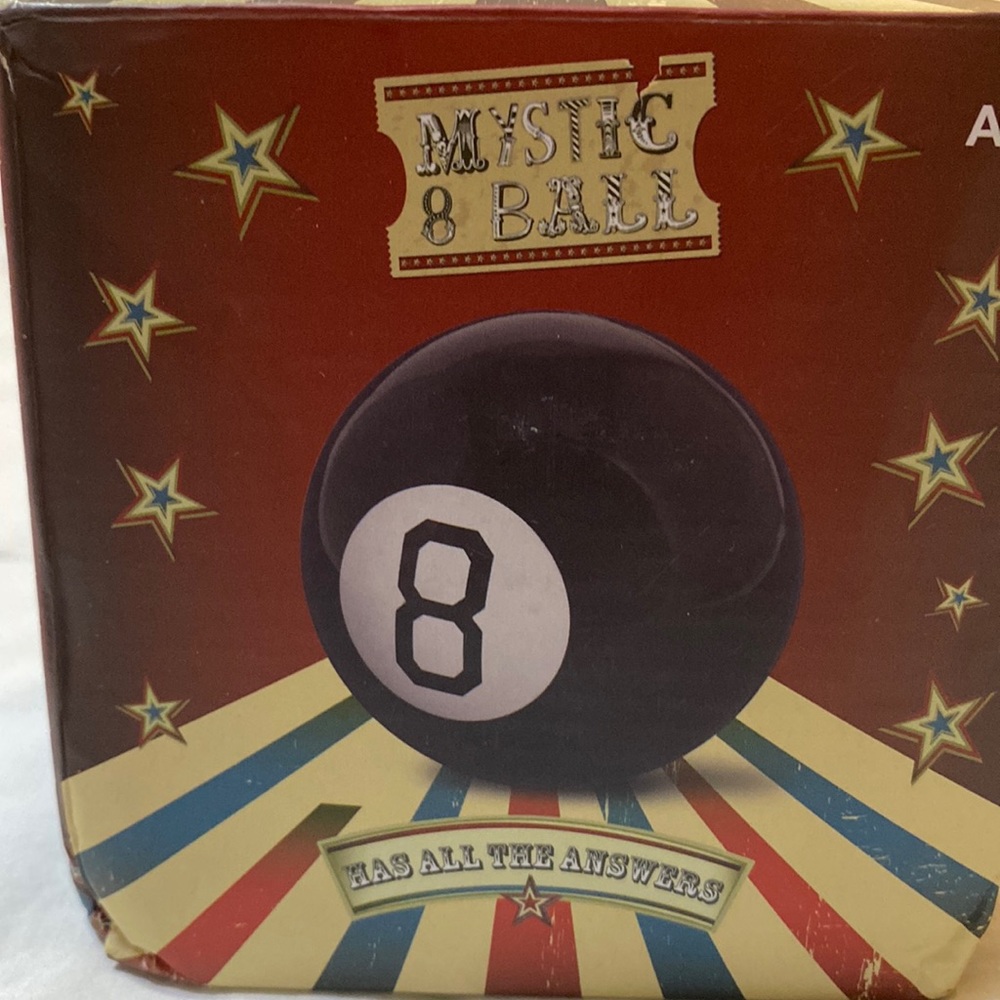 MYSTIC
8 BALL
A
8
HAS ALL THE ANSWERS